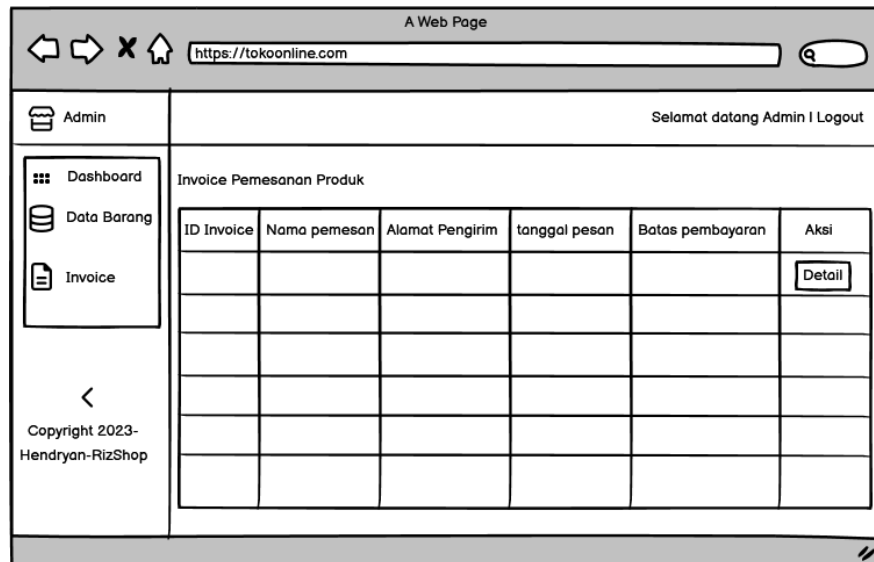 A Web Page
https://tokoonline.com
Admin
Selamat datang Admin | Logout
Dashboard
Data Barang
Invoice
Invoice Pemesanan Produk
ID Invoice Nama pemesan Alamat Pengirim tanggal pesan Batas pembayaran Aksi
Detail
Copyright 2023-
Hendryan-RizShop